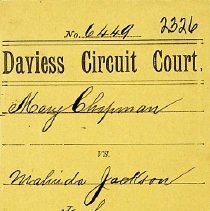 No. 6449 2326
Daviess Circuit Court,
Mary Chapman
vs.
Malinda Jackson